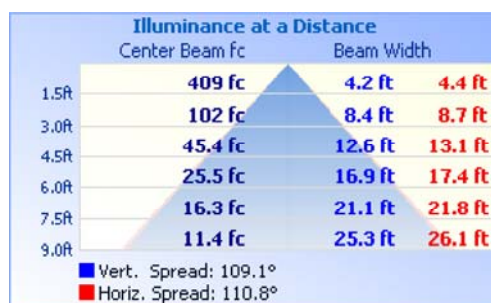 Illuminance at a Distance
Center Beam fc Beam Width
1.5ft 409 fc 4.2 ft 4.4 ft
3.0ft 102 fc 8.4 ft 8.7 ft
4.5ft 45.4 fc 12.6 ft 13.1 ft
6.0ft 25.5 fc 16.9 ft 17.4 ft
7.5ft 16.3 fc 21.1 ft 21.8 ft
9.0ft 11.4 fc 25.3 ft 26.1 ft
Vert. Spread: 109.1°
Horiz. Spread: 110.8°